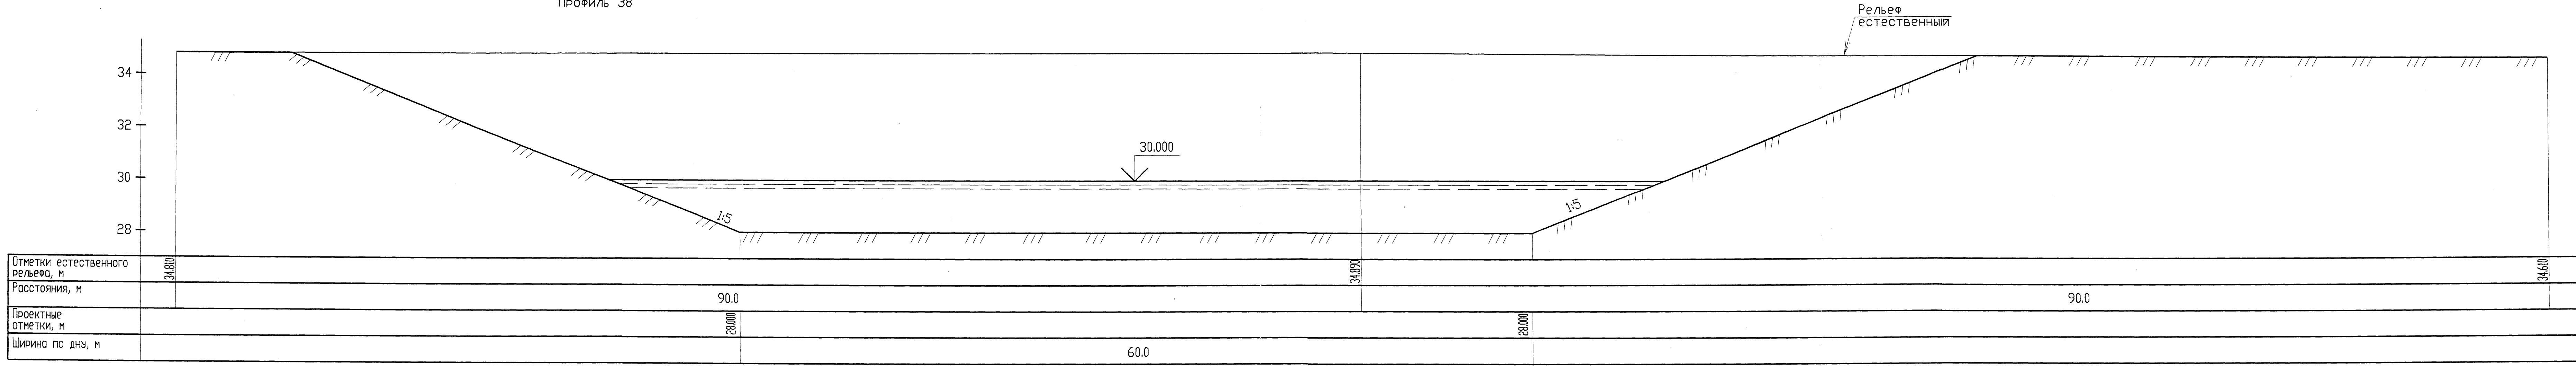 Профиль 38
Рельеф
естественный
34
32
30.000
30
1:5
1:5
28
Отметки естественного
рельефа, м
34.810
34.890
34.610
Расстояния, м
90.0
90.0
Проектные
отметки, м
28.000
28.000
Ширина по дну, м
60.0